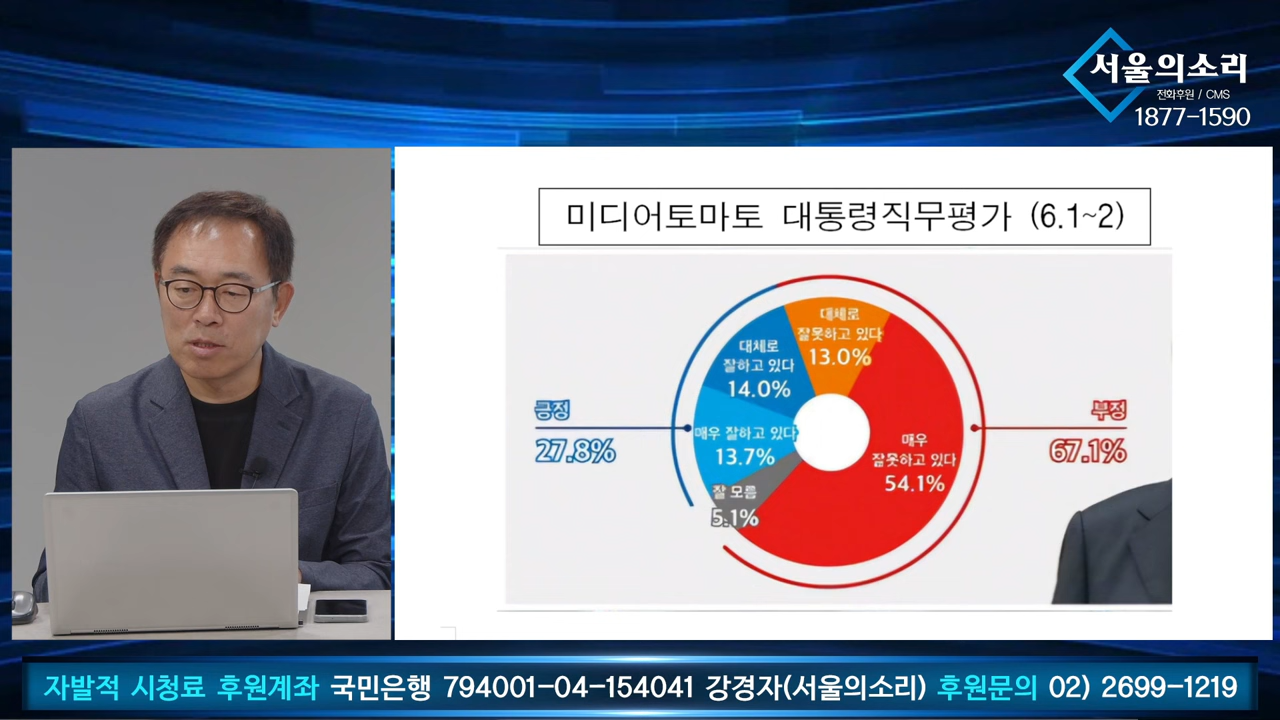 서울의소리
전화후원 / CMS
1877-1590
미디어토마토 대통령직무평가 (6.1~2)
대체로
잘못하고 있다
13.0%
대체로
잘하고 있다
14.0%
긍정
27.8%
매우 잘하고 있다
13.7%
잘 모름
5.1%
매우
잘못하고 있다
54.1%
부정
67.1%
자발적 시청료 후원계좌 국민은행 794001-04-154041 강경자(서울의소리) 후원문의 02) 2699-1219